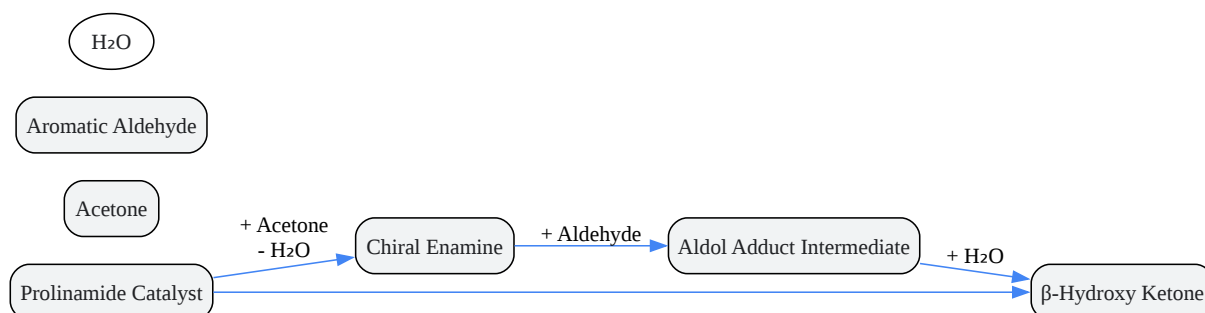 H₂O
Aromatic Aldehyde
Acetone
+ Acetone
- H₂O
Chiral Enamine
+ Aldehyde
Aldol Adduct Intermediate
+ H₂O
Prolinamide Catalyst
β-Hydroxy Ketone